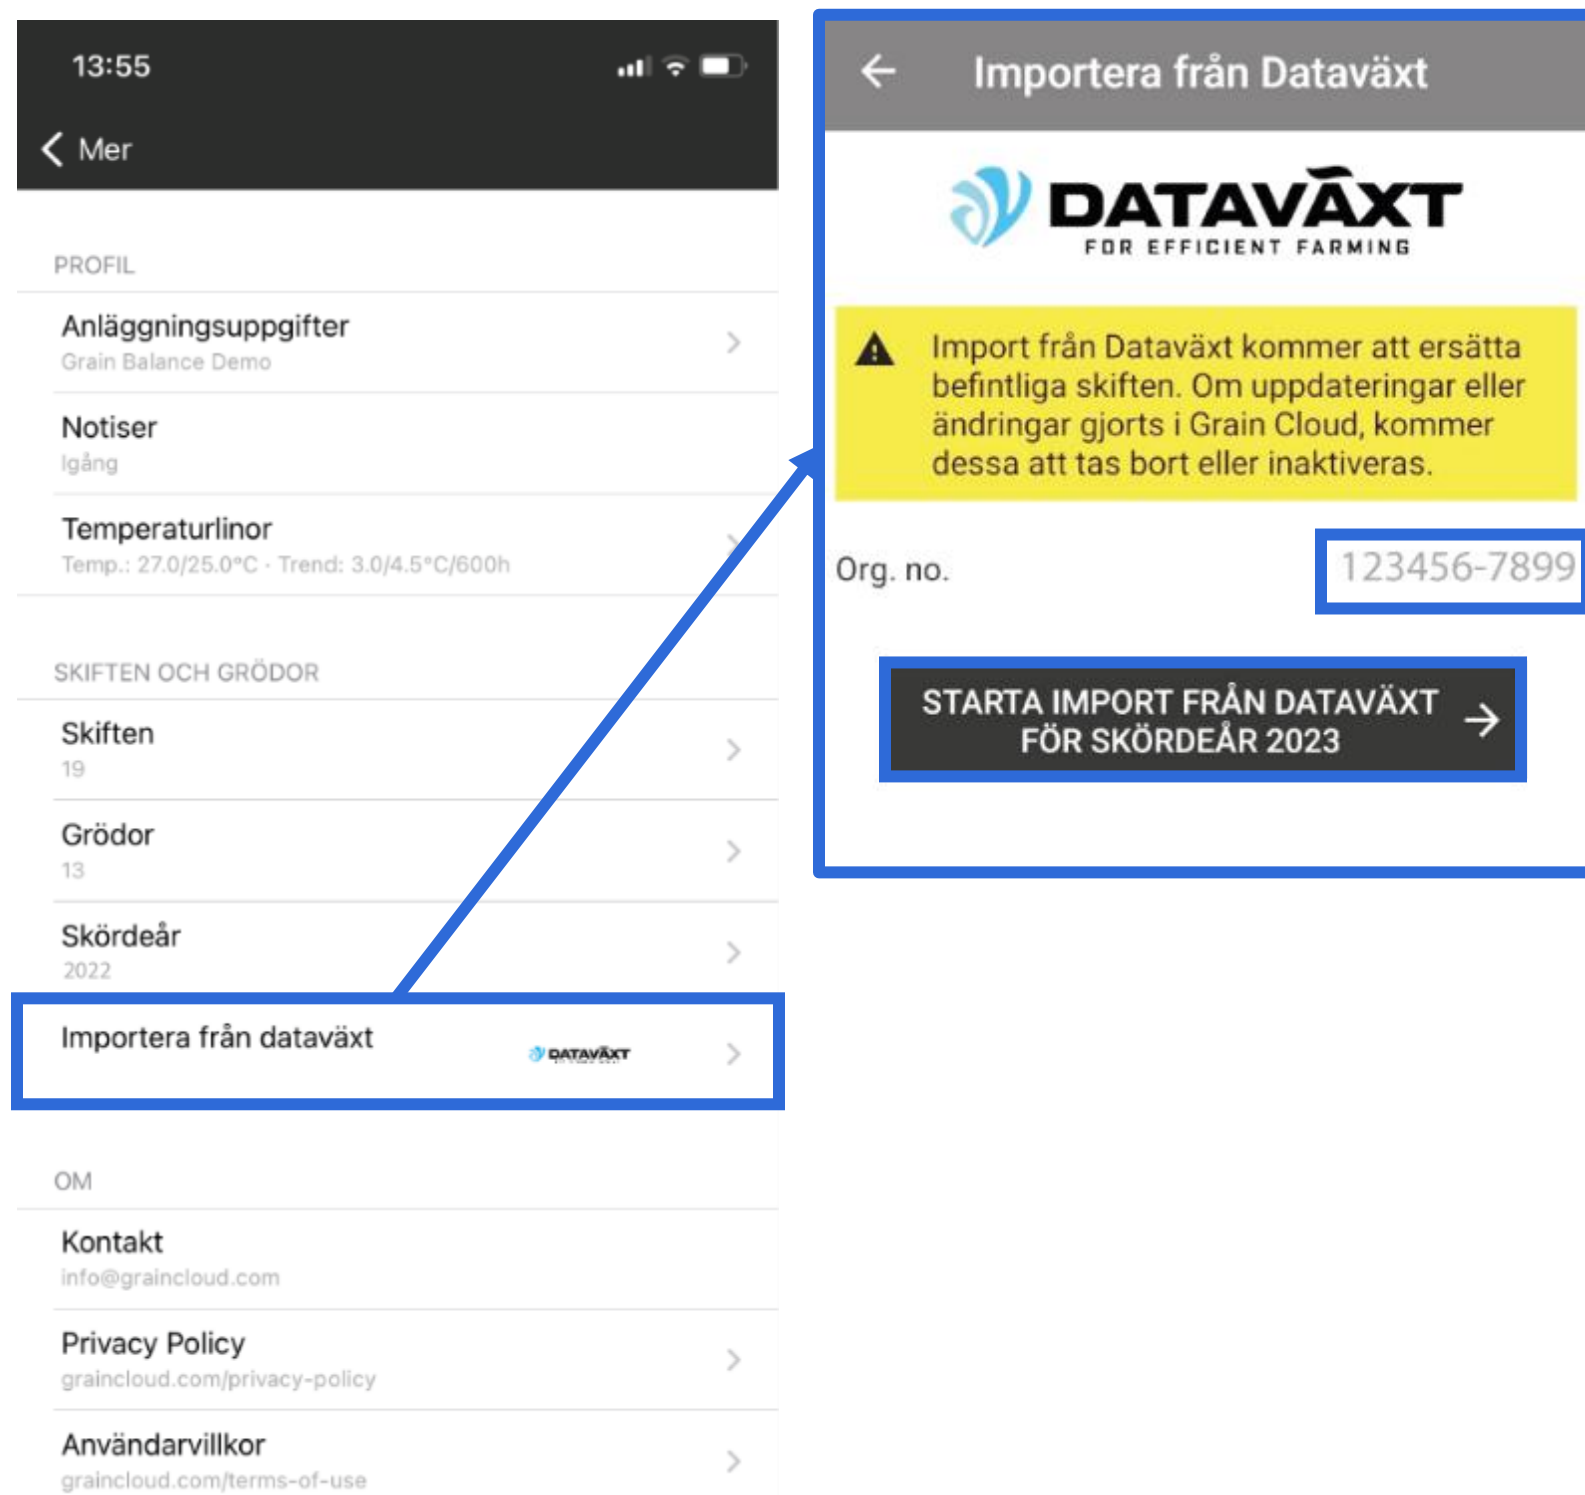 13:55
Mer
PROFIL
Anläggningsuppgifter
Grain Balance Demo
Notiser
Igång
Temperaturlinor
Temp.: 27.0/25.0°C · Trend: 3.0/4.5°C/600h
SKIFTEN OCH GRÖDOR
Skiften
19
Grödor
13
Skördeår
2022
Importera från dataväxt
DATAVÄXT
OM
Kontakt
info@graincloud.com
Privacy Policy
graincloud.com/privacy-policy
Användarvillkor
graincloud.com/terms-of-use
Importera från Dataväxt
DATAVÄXT
FOR EFFICIENT FARMING
Import från Dataväxt kommer att ersätta
befintliga skiften. Om uppdateringar eller
ändringar gjorts i Grain Cloud, kommer
dessa att tas bort eller inaktiveras.
Org. no.
123456-7899
STARTA IMPORT FRÅN DATAVÄXT
FÖR SKÖRDEÅR 2023